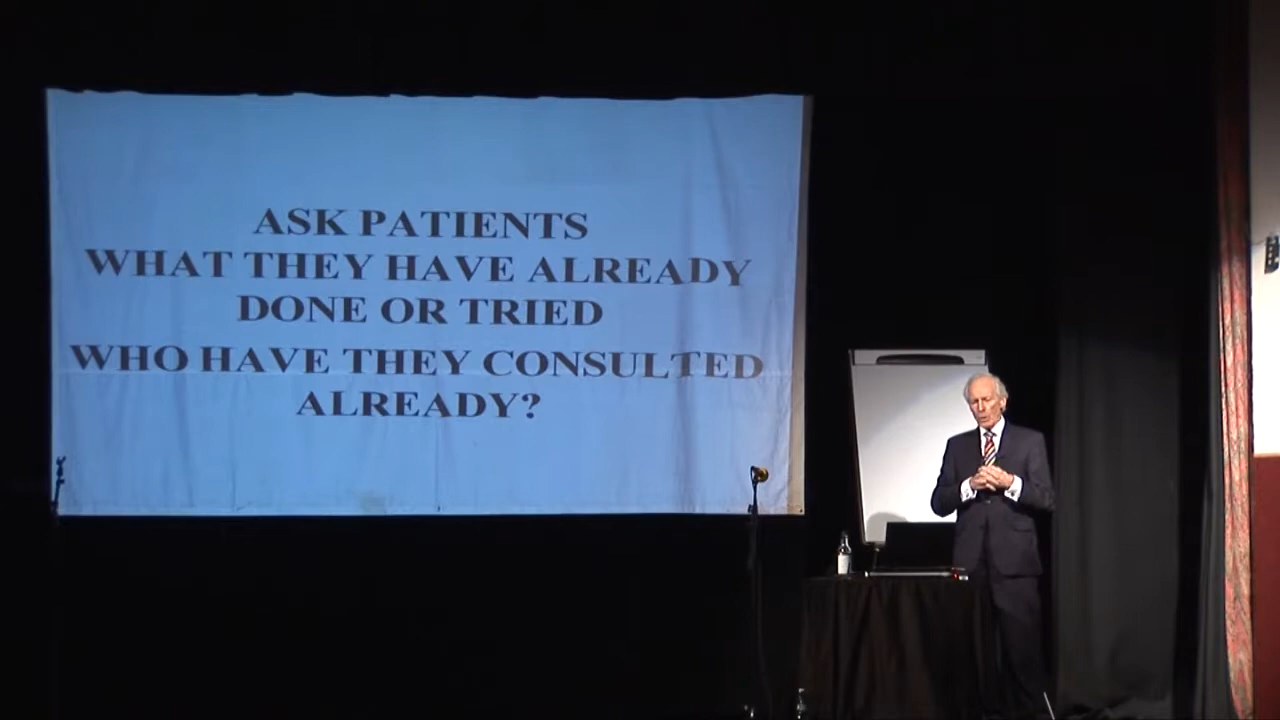 ASK PATIENTS
WHAT THEY HAVE ALREADY
DONE OR TRIED
WHO HAVE THEY CONSULTED
ALREADY?